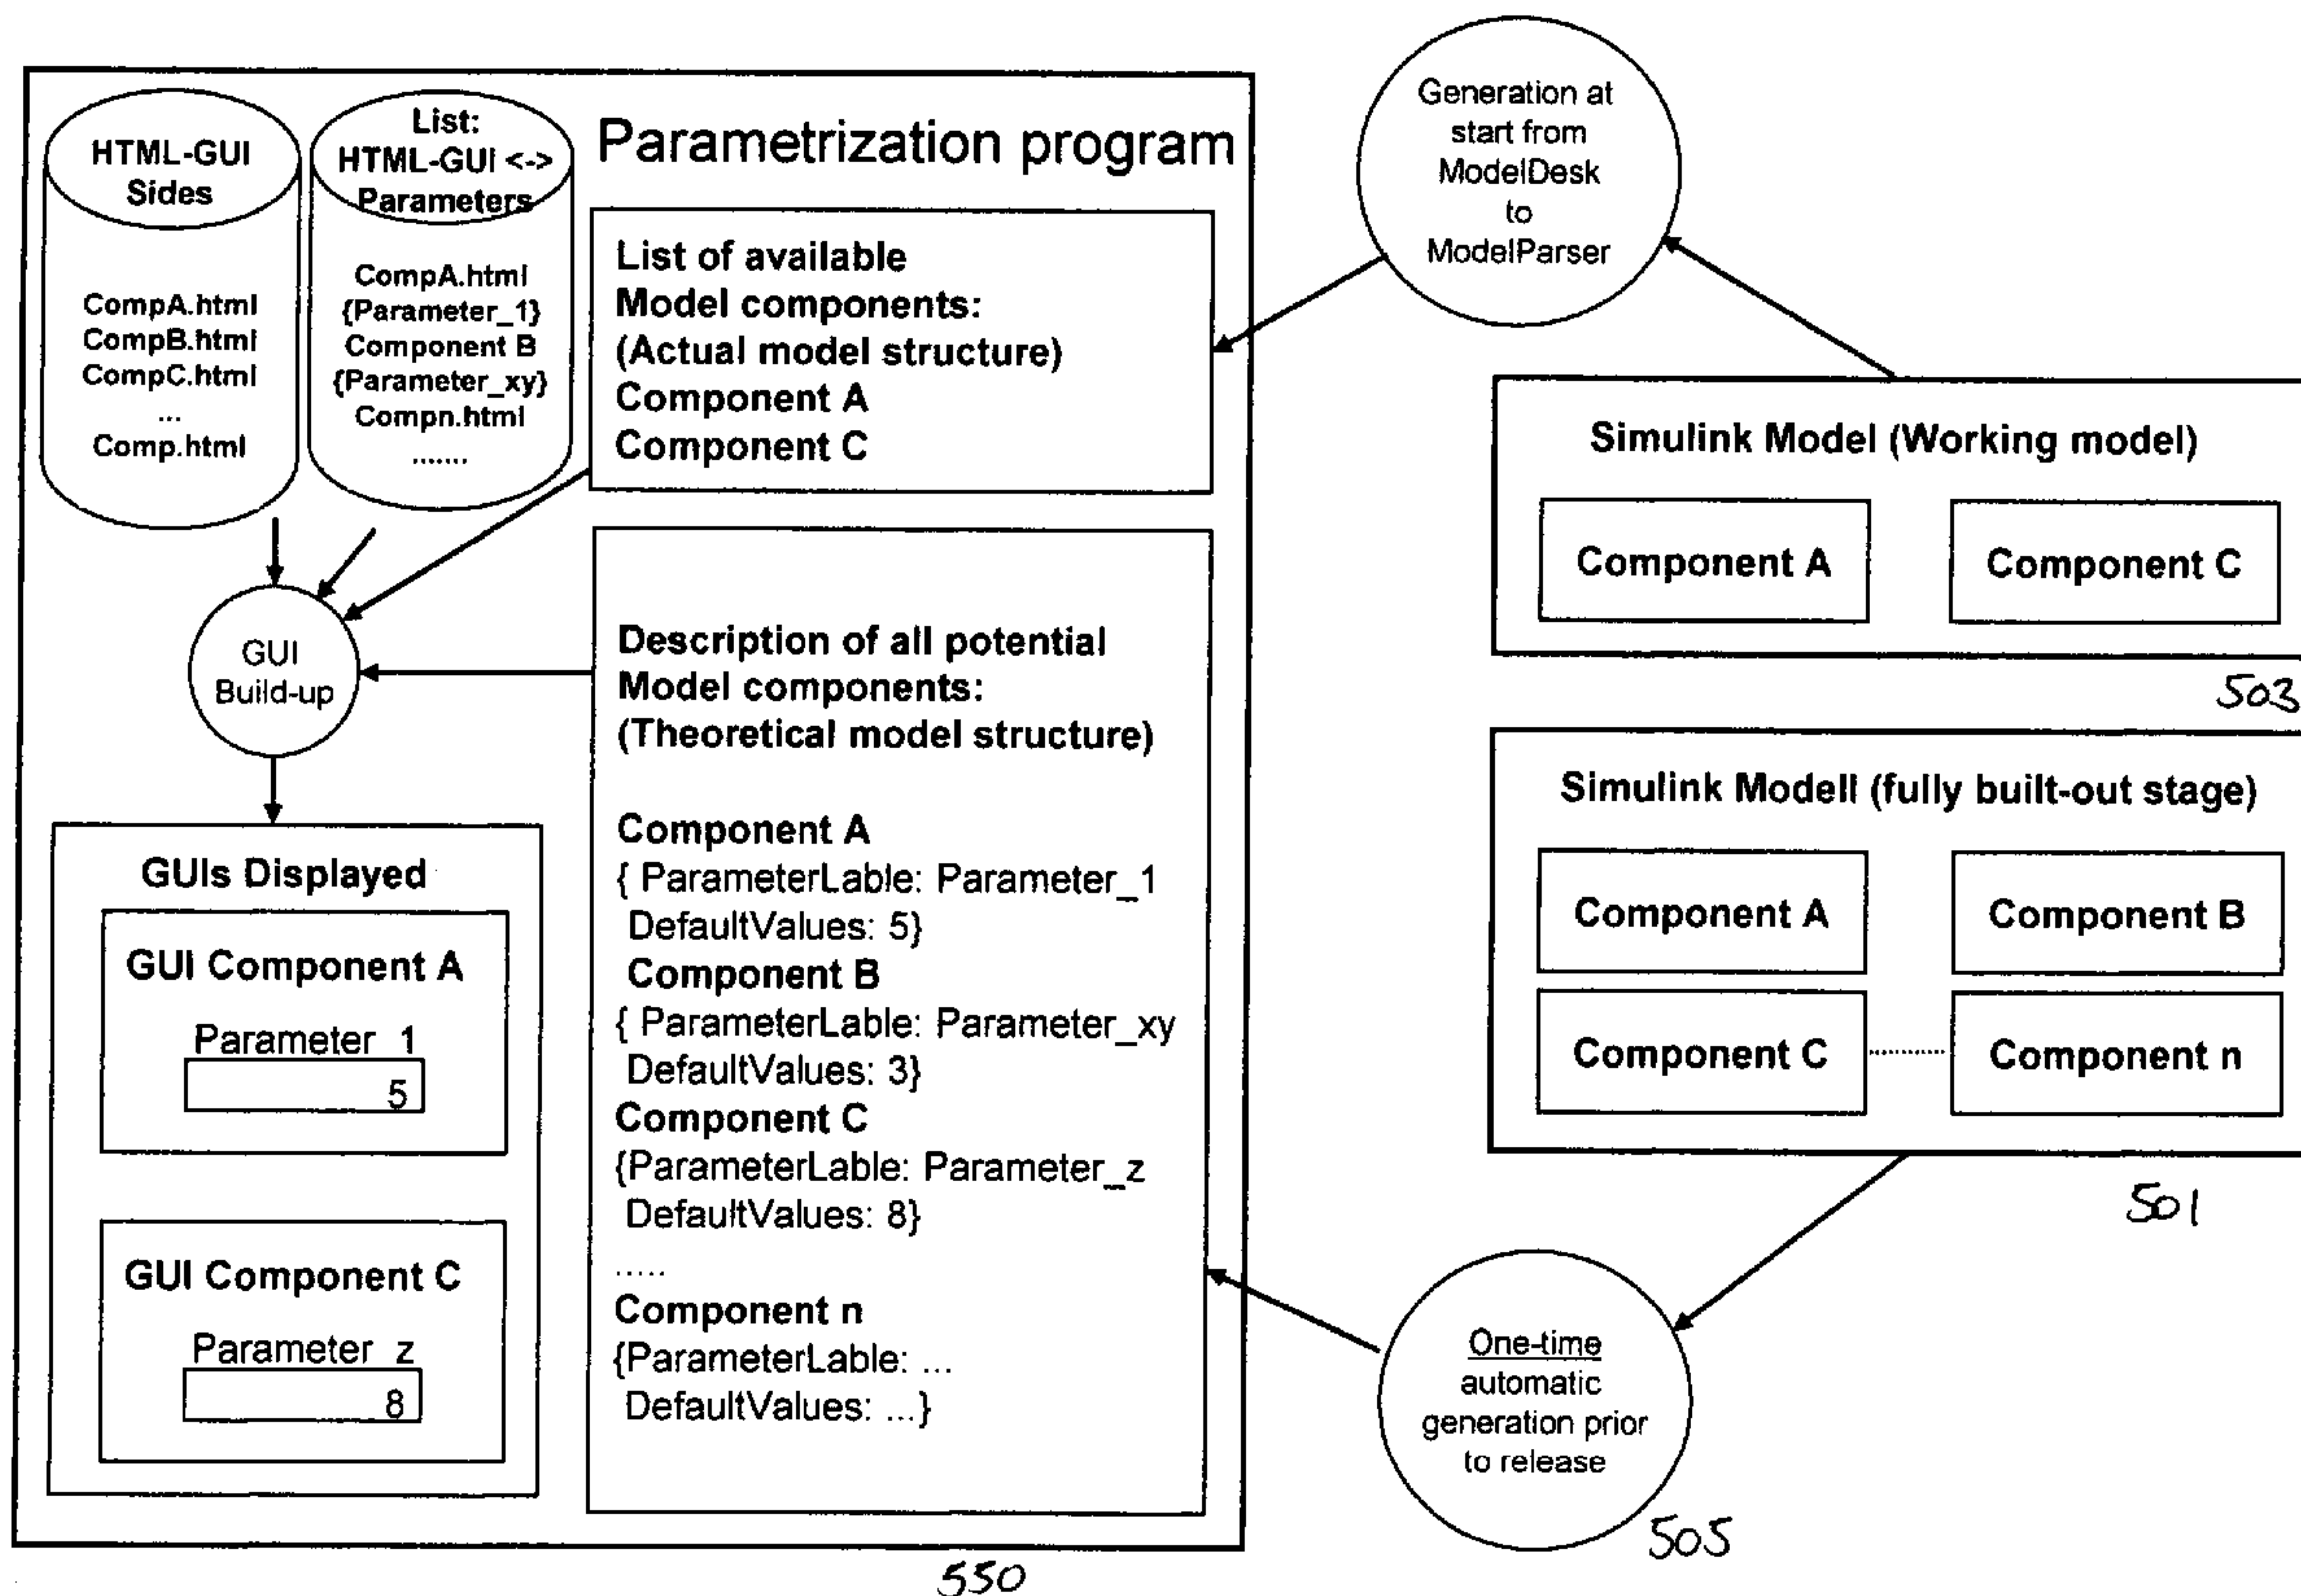 Parametrization program
HTML-GUI
Sides
CompA.html
CompB.html
CompC.html
...
Comp.html
List:
HTML-GUI <->
Parameters
CompA.html
{Parameter_1}
Component B
{Parameter_xy}
Compn.html
.......
List of available
Model components:
(Actual model structure)
Component A
Component C
GUI
Build-up
Description of all potential
Model components:
(Theoretical model structure)
Component A
{ ParameterLable: Parameter_1
DefaultValues: 5}
Component B
{ ParameterLable: Parameter_xy
DefaultValues: 3}
Component C
{ParameterLable: Parameter_z
DefaultValues: 8}
.....
Component n
{ParameterLable: ...
DefaultValues: ...}
GUIs Displayed
GUI Component A
Parameter_1
5
GUI Component C
Parameter_z
8
550
Generation at
start from
ModelDesk
to
ModelParser
Simulink Model (Working model)
Component A
Component C
503
Simulink Modell (fully built-out stage)
Component A
Component B
Component C
Component n
501
One-time
automatic
generation prior
to release
505